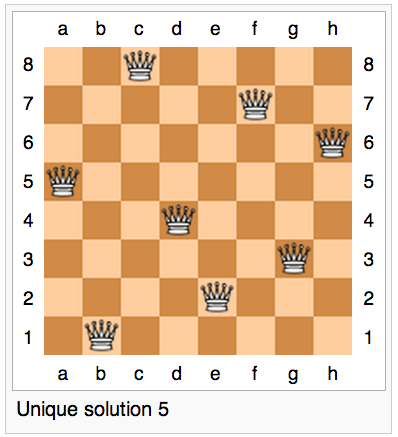 a b c d e f g h
8 8
7 7
6 6
5 5
4 4
3 3
2 2
1 1
a b c d e f g h
Unique solution 5